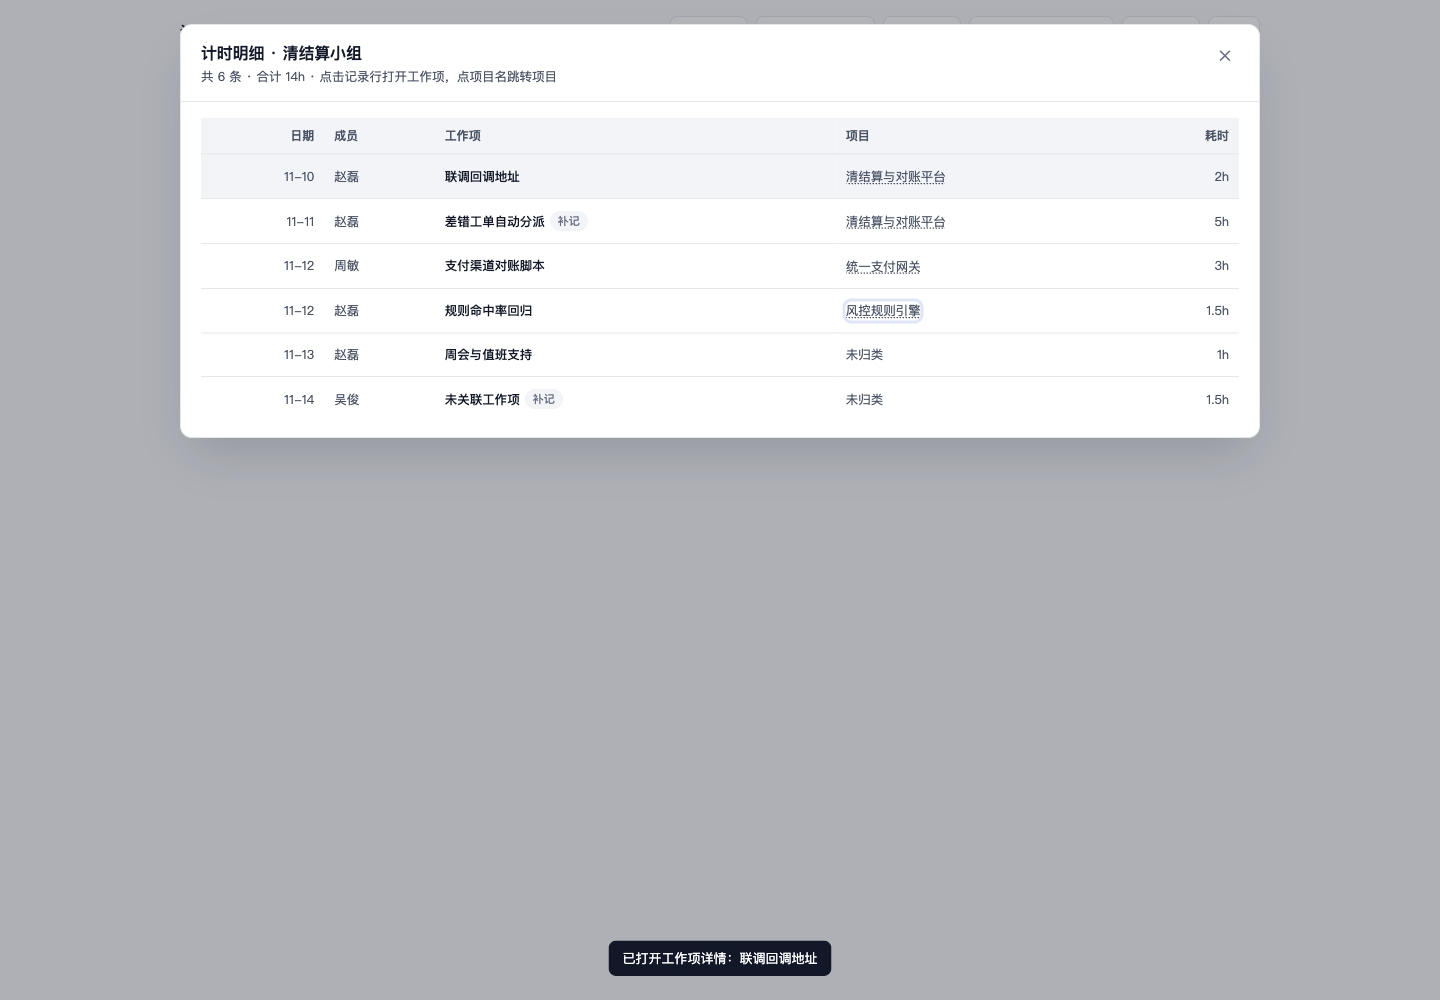 计时明细 · 清结算小组
共 6 条 · 合计 14h · 点击记录行打开工作项，点项目名跳转项目
日期 成员 工作项 项目 耗时
11-10 赵磊 联调回调地址 清结算与对账平台 2h
11-11 赵磊 差错工单自动分派 补记 清结算与对账平台 5h
11-12 周敏 支付渠道对账脚本 统一支付网关 3h
11-12 赵磊 规则命中率回归 风控规则引擎 1.5h
11-13 赵磊 周会与值班支持 未归类 1h
11-14 吴俊 未关联工作项 补记 未归类 1.5h
已打开工作项详情：联调回调地址